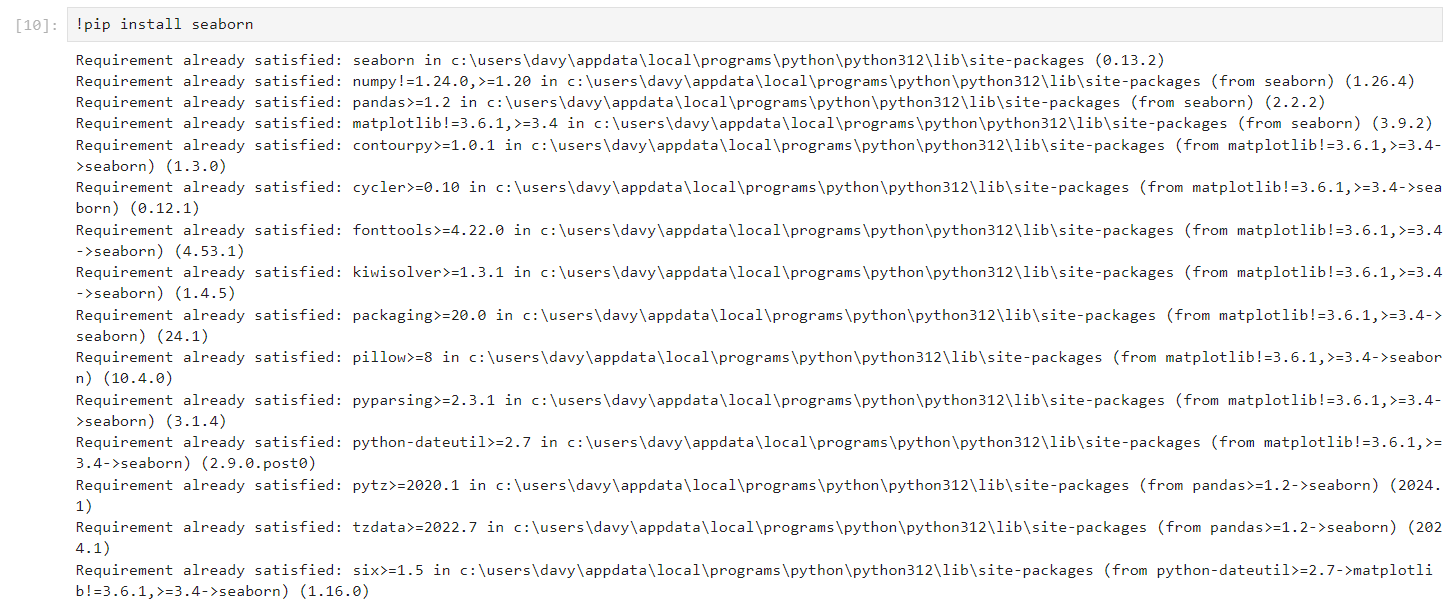 [10]: !pip install seaborn
Requirement already satisfied: seaborn in c:\users\davy\appdata\local\programs\python\python312\lib\site-packages (0.13.2)
Requirement already satisfied: numpy!=1.24.0,>=1.20 in c:\users\davy\appdata\local\programs\python\python312\lib\site-packages (from seaborn) (1.26.4)
Requirement already satisfied: pandas>=1.2 in c:\users\davy\appdata\local\programs\python\python312\lib\site-packages (from seaborn) (2.2.2)
Requirement already satisfied: matplotlib!=3.6.1,>=3.4 in c:\users\davy\appdata\local\programs\python\python312\lib\site-packages (from seaborn) (3.9.2)
Requirement already satisfied: contourpy>=1.0.1 in c:\users\davy\appdata\local\programs\python\python312\lib\site-packages (from matplotlib!=3.6.1,>=3.4-
>seaborn) (1.3.0)
Requirement already satisfied: cycler>=0.10 in c:\users\davy\appdata\local\programs\python\python312\lib\site-packages (from matplotlib!=3.6.1,>=3.4->sea
born) (0.12.1)
Requirement already satisfied: fonttools>=4.22.0 in c:\users\davy\appdata\local\programs\python\python312\lib\site-packages (from matplotlib!=3.6.1,>=3.4
->seaborn) (4.53.1)
Requirement already satisfied: kiwisolver>=1.3.1 in c:\users\davy\appdata\local\programs\python\python312\lib\site-packages (from matplotlib!=3.6.1,>=3.4
->seaborn) (1.4.5)
Requirement already satisfied: packaging>=20.0 in c:\users\davy\appdata\local\programs\python\python312\lib\site-packages (from matplotlib!=3.6.1,>=3.4->
seaborn) (24.1)
Requirement already satisfied: pillow>=8 in c:\users\davy\appdata\local\programs\python\python312\lib\site-packages (from matplotlib!=3.6.1,>=3.4->seabor
n) (10.4.0)
Requirement already satisfied: pyparsing>=2.3.1 in c:\users\davy\appdata\local\programs\python\python312\lib\site-packages (from matplotlib!=3.6.1,>=3.4-
>seaborn) (3.1.4)
Requirement already satisfied: python-dateutil>=2.7 in c:\users\davy\appdata\local\programs\python\python312\lib\site-packages (from matplotlib!=3.6.1,>=
3.4->seaborn) (2.9.0.post0)
Requirement already satisfied: pytz>=2020.1 in c:\users\davy\appdata\local\programs\python\python312\lib\site-packages (from pandas>=1.2->seaborn) (2024.
1)
Requirement already satisfied: tzdata>=2022.7 in c:\users\davy\appdata\local\programs\python\python312\lib\site-packages (from pandas>=1.2->seaborn) (202
4.1)
Requirement already satisfied: six>=1.5 in c:\users\davy\appdata\local\programs\python\python312\lib\site-packages (from python-dateutil>=2.7->matplotli
b!=3.6.1,>=3.4->seaborn) (1.16.0)